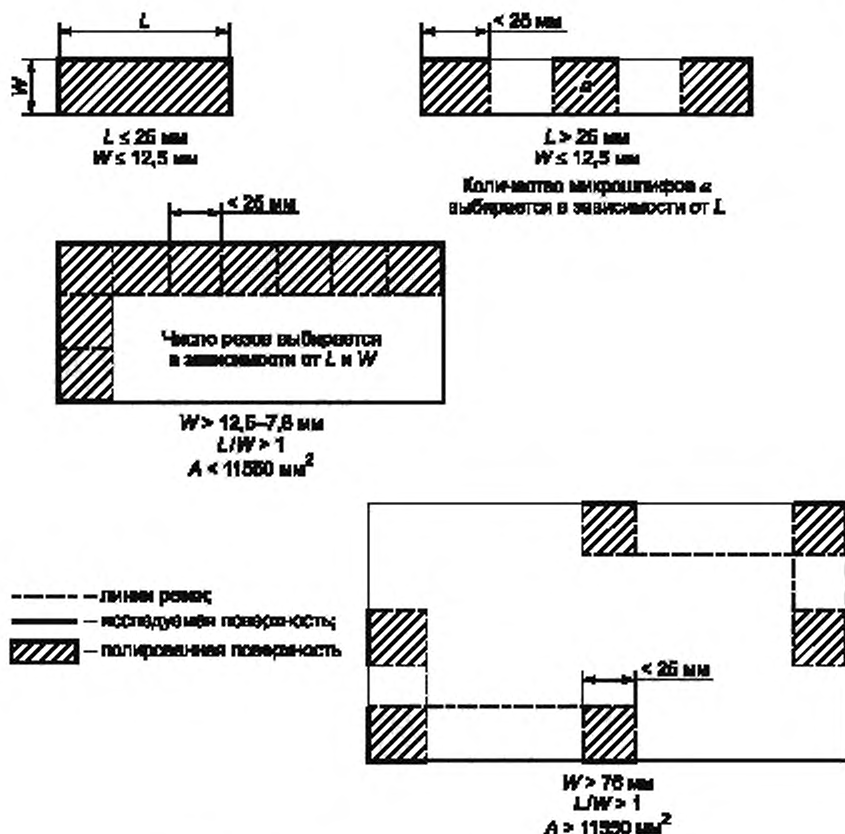 L
< 25 мм
W
a
L ≤ 25 мм
W ≤ 12,5 мм
L > 25 мм
W ≤ 12,5 мм
Количество микрошлифов a
выбирается в зависимости от L
< 25 мм
Число резов выбирается
в зависимости от L и W
W > 12,5–7,6 мм
L/W > 1
A < 11550 мм²
– линии резки;
– исследуемая поверхность;
– полированная поверхность
< 25 мм
W > 76 мм
L/W > 1
A > 11550 мм²